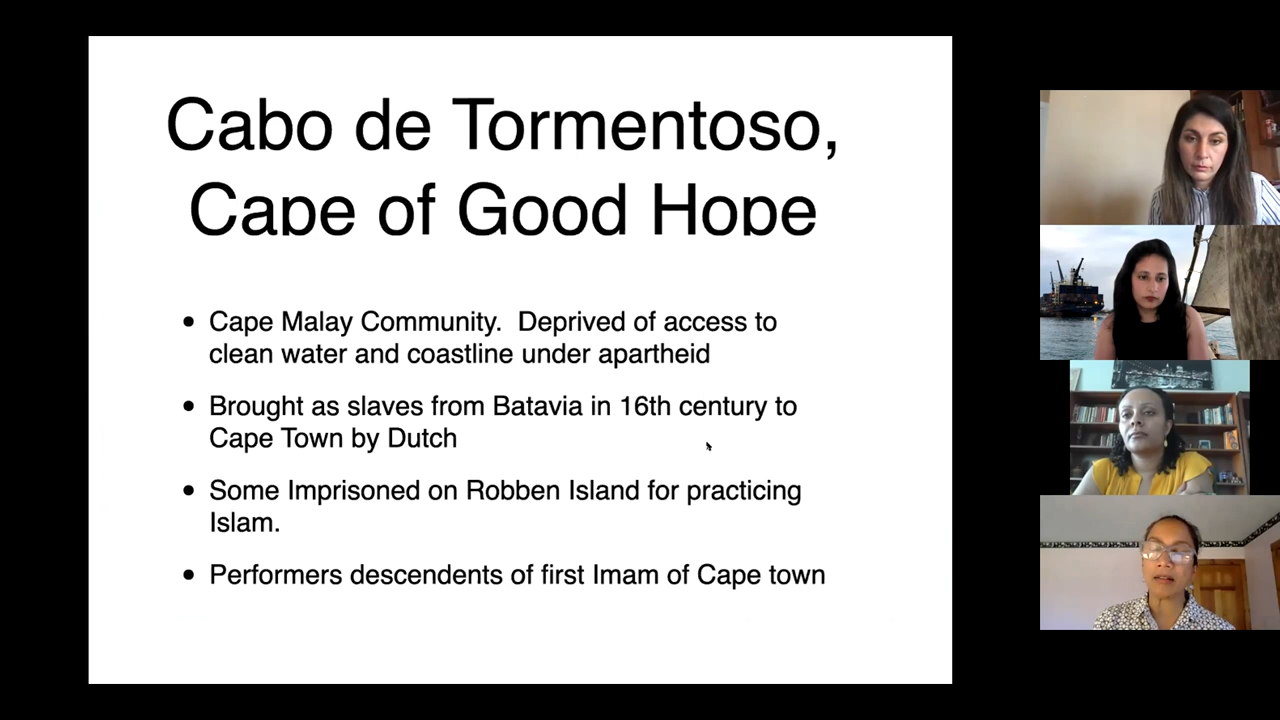 Cabo de Tormentoso,
Cape of Good Hope
• Cape Malay Community.  Deprived of access to
clean water and coastline under apartheid
• Brought as slaves from Batavia in 16th century to
Cape Town by Dutch
• Some Imprisoned on Robben Island for practicing
Islam.
• Performers descendents of first Imam of Cape town